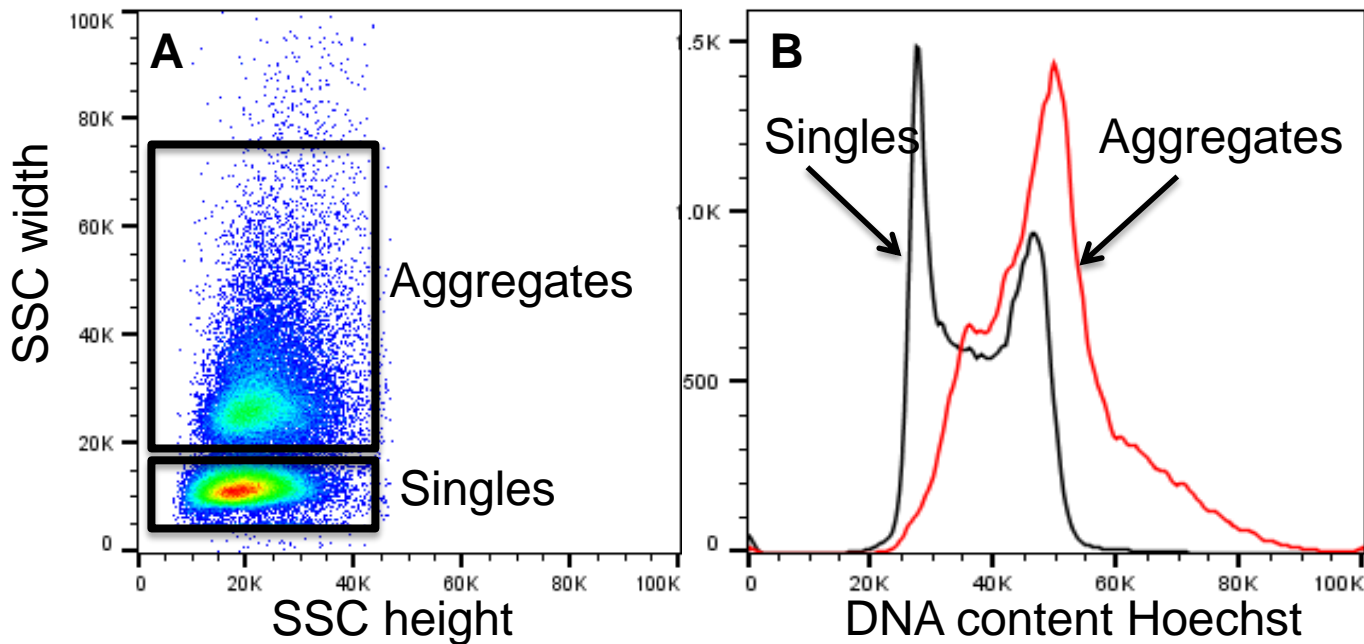 A
SSC width
100K
80K
60K
40K
20K
0
Aggregates
Singles
0 20K 40K 60K 80K 100K
SSC height
B
1.5K
1.0K
500
0
Singles
Aggregates
0 20K 40K 60K 80K 100K
DNA content Hoechst